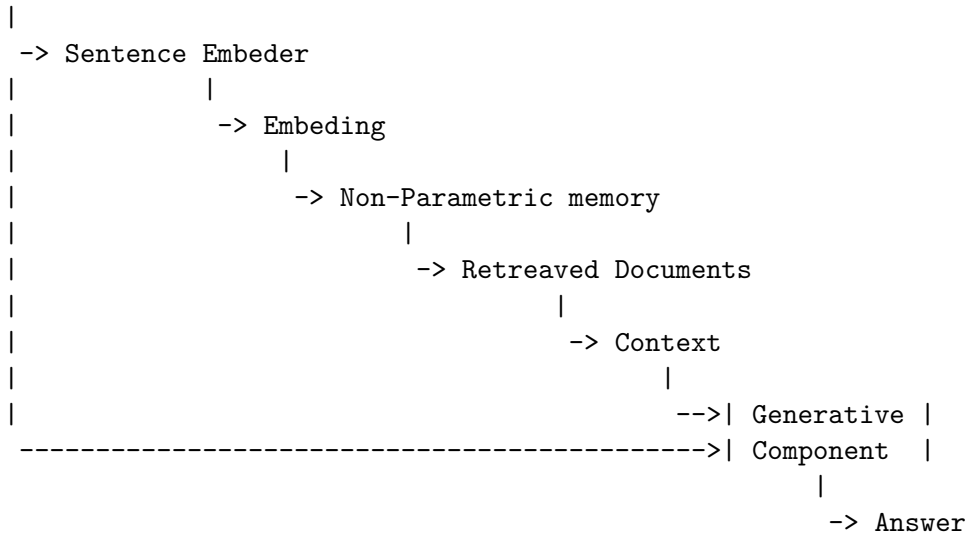 |
-> Sentence Embeder
| |
| -> Embeding
| |
| -> Non-Parametric memory
| |
| -> Retreaved Documents
| |
| -> Context
| |
| -->| Generative |
--------------------------------------------->| Component |
|
-> Answer